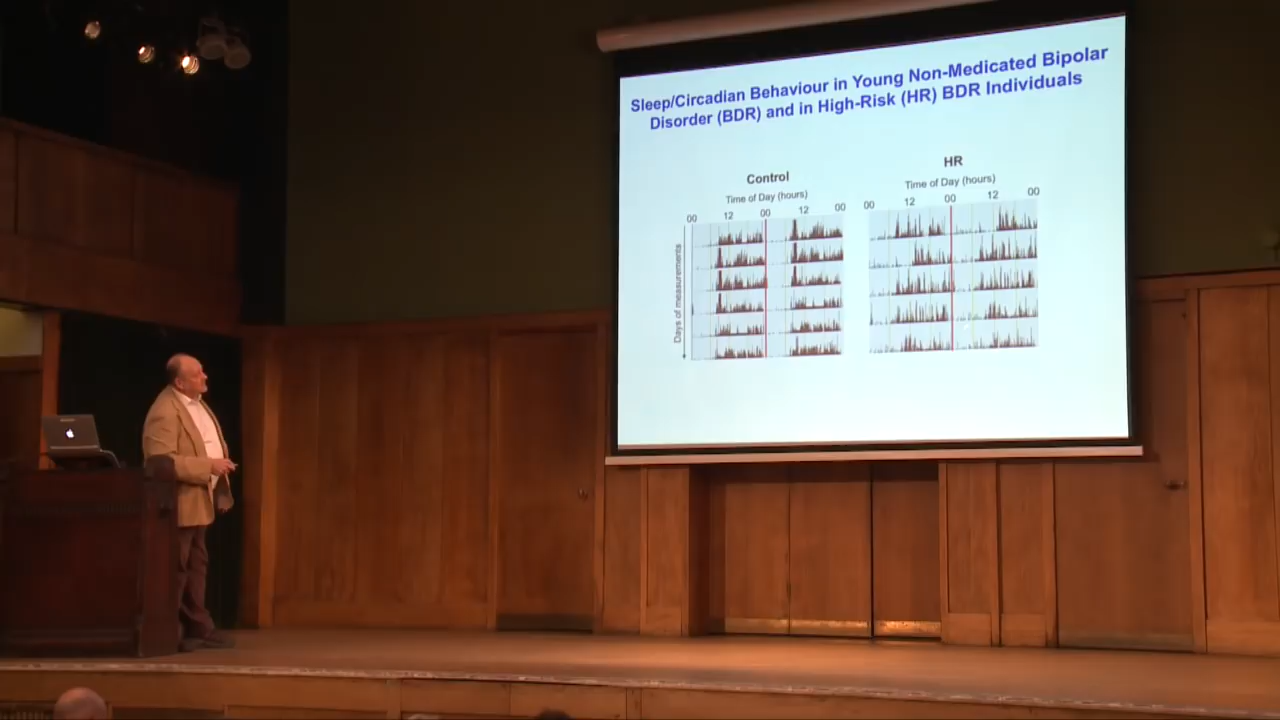 Sleep/Circadian Behaviour in Young Non-Medicated Bipolar
Disorder (BDR) and in High-Risk (HR) BDR Individuals
Control
Time of Day (hours)
00 12 00 12 00
Days of measurements
HR
Time of Day (hours)
00 12 00 12 00